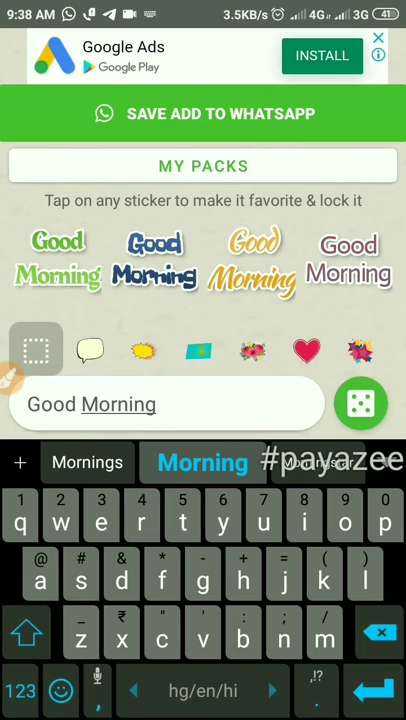 9:38 AM 3.5KB/s 4G 3G 41
Google Ads
Google Play
INSTALL
SAVE ADD TO WHATSAPP
MY PACKS
Tap on any sticker to make it favorite & lock it
Good Good Good Good
Morning Morning Morning Morning
Good Morning
+ Mornings Morning #payazee
1 2 3 4 5 6 7 8 9 0
q w e r t y u i o p
@ # & * - + = ( )
a s d f g h j k l
_ ₹ " ' : ; /
z x c v b n m
123 , hg/en/hi ,!? .